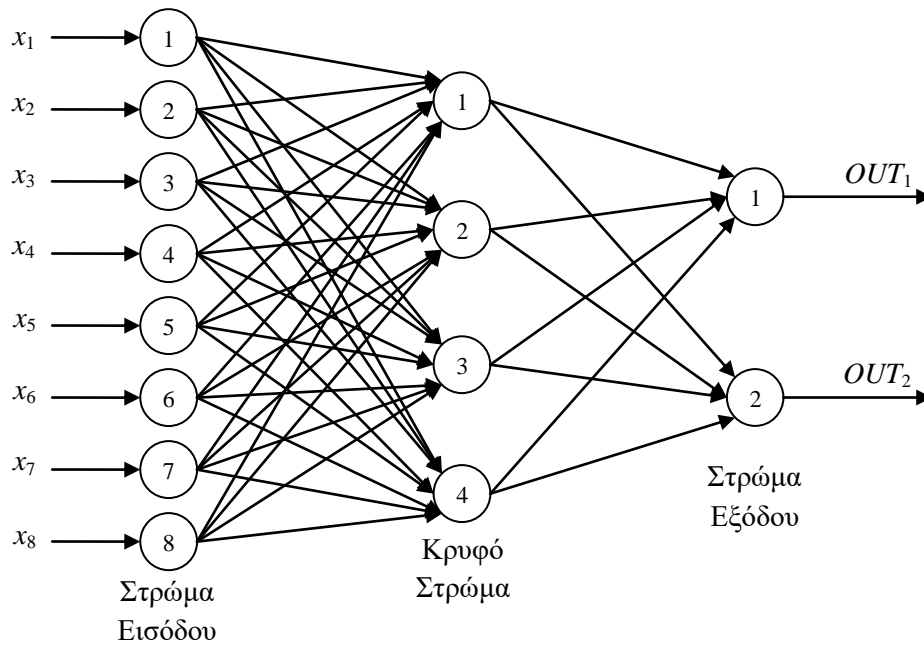 x1
x2
x3
x4
x5
x6
x7
x8
1
2
3
4
5
6
7
8
Στρώμα
Εισόδου
1
2
3
4
Κρυφό
Στρώμα
1
2
Στρώμα
Εξόδου
OUT1
OUT2